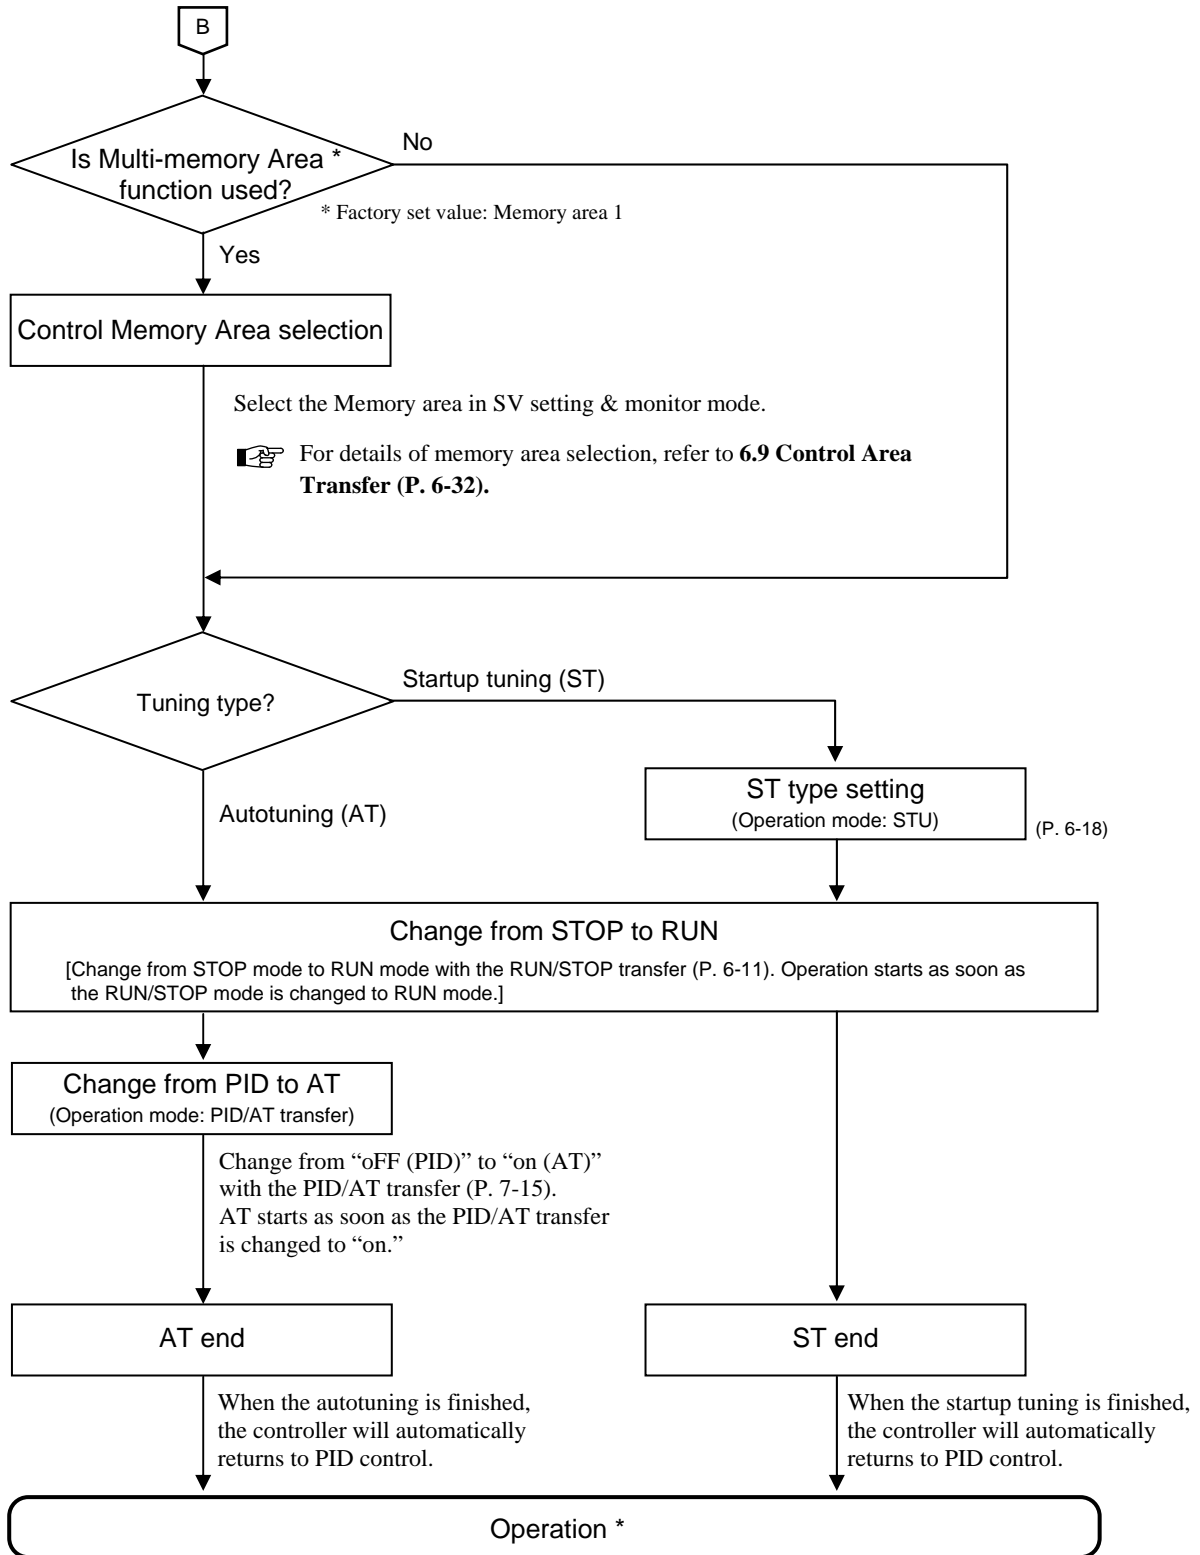 B
Is Multi-memory Area *
function used?
No
* Factory set value: Memory area 1
Yes
Control Memory Area selection
Select the Memory area in SV setting & monitor mode.
For details of memory area selection, refer to 6.9 Control Area
Transfer (P. 6-32).
Tuning type?
Startup tuning (ST)
Autotuning (AT)
ST type setting
(Operation mode: STU)
(P. 6-18)
Change from STOP to RUN
[Change from STOP mode to RUN mode with the RUN/STOP transfer (P. 6-11). Operation starts as soon as
the RUN/STOP mode is changed to RUN mode.]
Change from PID to AT
(Operation mode: PID/AT transfer)
Change from “oFF (PID)” to “on (AT)”
with the PID/AT transfer (P. 7-15).
AT starts as soon as the PID/AT transfer
is changed to “on.”
AT end
ST end
When the autotuning is finished,
the controller will automatically
returns to PID control.
When the startup tuning is finished,
the controller will automatically
returns to PID control.
Operation *